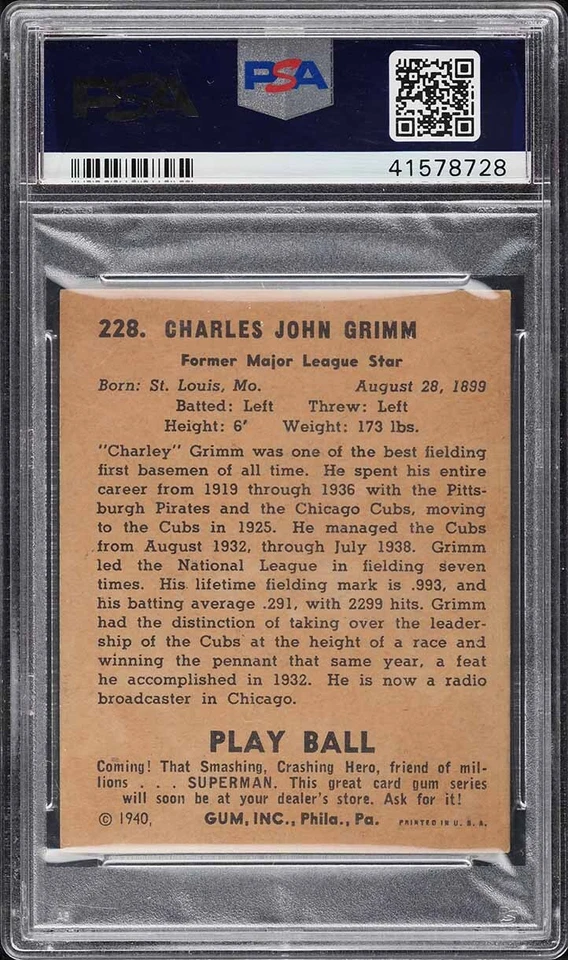 PSA
PSA
41578728
228. CHARLES JOHN GRIMM
Former Major League Star
Born: St. Louis, Mo. August 28, 1899
Batted: Left Threw: Left
Height: 6' Weight: 173 lbs.
"Charley" Grimm was one of the best fielding
first basemen of all time. He spent his entire
career from 1919 through 1936 with the Pitts-
burgh Pirates and the Chicago Cubs, moving
to the Cubs in 1925. He managed the Cubs
from August 1932, through July 1938. Grimm
led the National League in fielding seven
times. His lifetime fielding mark is .993, and
his batting average .291, with 2299 hits. Grimm
had the distinction of taking over the leader-
ship of the Cubs at the height of a race and
winning the pennant that same year, a feat
he accomplished in 1932. He is now a radio
broadcaster in Chicago.
PLAY BALL
Coming! That Smashing, Crashing Hero, friend of mil-
lions . . . SUPERMAN. This great card gum series
will soon be at your dealer's store. Ask for it!
© 1940, GUM, INC., Phila., Pa. PRINTED IN U. S. A.